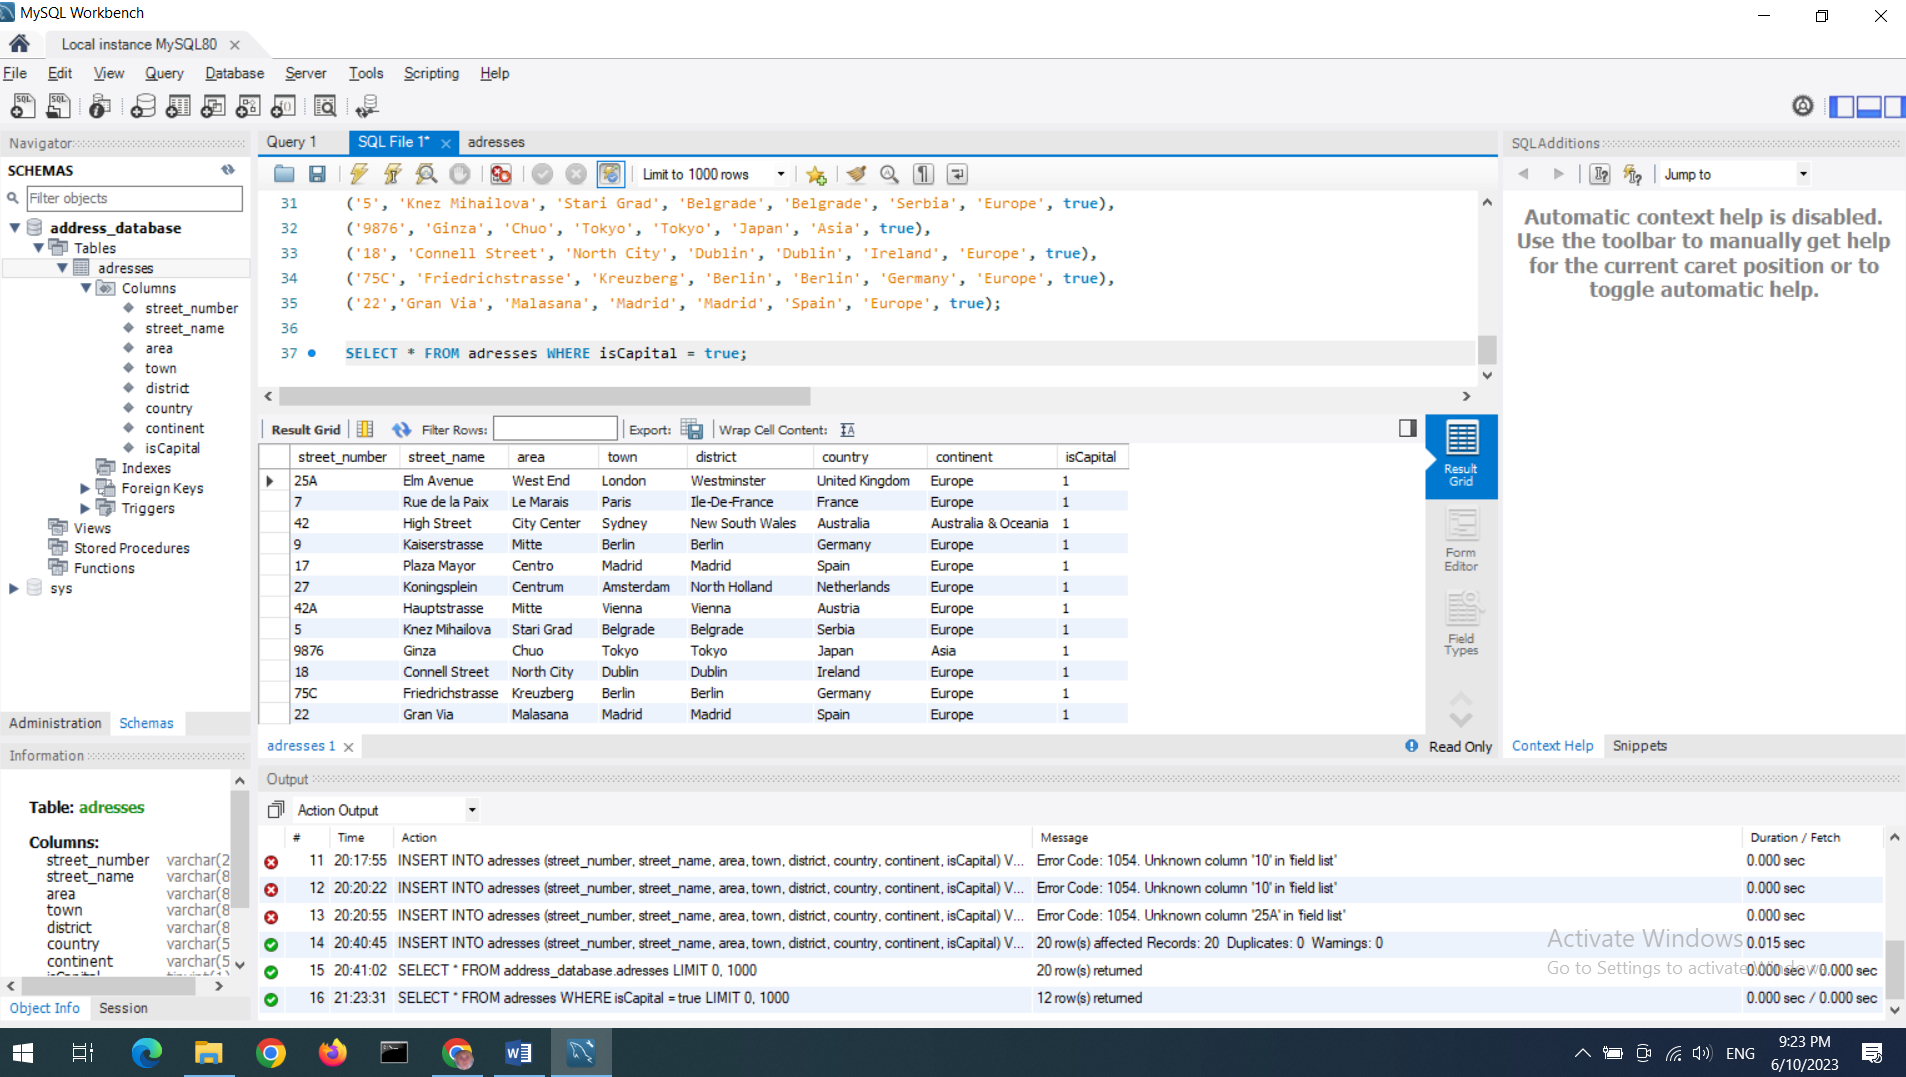 MySQL Workbench
Local instance MySQL80
File Edit View Query Database Server Tools Scripting Help
Navigator
SCHEMAS
Filter objects
address_database
Tables
adresses
Columns
street_number
street_name
area
town
district
country
continent
isCapital
Indexes
Foreign Keys
Triggers
Views
Stored Procedures
Functions
sys
Administration Schemas
Information
Table: adresses
Columns:
street_number varchar(2
street_name varchar(8
area varchar(8
town varchar(8
district varchar(8
country varchar(5
continent varchar(5
isCapital tinyint(1)
Object Info Session
Query 1 SQL File 1* adresses
Limit to 1000 rows
31 ('5', 'Knez Mihailova', 'Stari Grad', 'Belgrade', 'Belgrade', 'Serbia', 'Europe', true),
32 ('9876', 'Ginza', 'Chuo', 'Tokyo', 'Tokyo', 'Japan', 'Asia', true),
33 ('18', 'Connell Street', 'North City', 'Dublin', 'Dublin', 'Ireland', 'Europe', true),
34 ('75C', 'Friedrichstrasse', 'Kreuzberg', 'Berlin', 'Berlin', 'Germany', 'Europe', true),
35 ('22','Gran Via', 'Malasana', 'Madrid', 'Madrid', 'Spain', 'Europe', true);
36
37 SELECT * FROM adresses WHERE isCapital = true;
Result Grid Filter Rows: Export: Wrap Cell Content:
street_number street_name area town district country continent isCapital
25A Elm Avenue West End London Westminster United Kingdom Europe 1
7 Rue de la Paix Le Marais Paris Ile-De-France France Europe 1
42 High Street City Center Sydney New South Wales Australia Australia & Oceania 1
9 Kaiserstrasse Mitte Berlin Berlin Germany Europe 1
17 Plaza Mayor Centro Madrid Madrid Spain Europe 1
27 Koningsplein Centrum Amsterdam North Holland Netherlands Europe 1
42A Hauptstrasse Mitte Vienna Vienna Austria Europe 1
5 Knez Mihailova Stari Grad Belgrade Belgrade Serbia Europe 1
9876 Ginza Chuo Tokyo Tokyo Japan Asia 1
18 Connell Street North City Dublin Dublin Ireland Europe 1
75C Friedrichstrasse Kreuzberg Berlin Berlin Germany Europe 1
22 Gran Via Malasana Madrid Madrid Spain Europe 1
Result
Grid
Form
Editor
Field
Types
adresses 1
Read Only
SQLAdditions
Jump to
Automatic context help is disabled.
Use the toolbar to manually get help
for the current caret position or to
toggle automatic help.
Context Help Snippets
Output
Action Output
# Time Action Message Duration / Fetch
11 20:17:55 INSERT INTO adresses (street_number, street_name, area, town, district, country, continent, isCapital) V... Error Code: 1054. Unknown column '10' in 'field list' 0.000 sec
12 20:20:22 INSERT INTO adresses (street_number, street_name, area, town, district, country, continent, isCapital) V... Error Code: 1054. Unknown column '10' in 'field list' 0.000 sec
13 20:20:55 INSERT INTO adresses (street_number, street_name, area, town, district, country, continent, isCapital) V... Error Code: 1054. Unknown column '25A' in 'field list' 0.000 sec
14 20:40:45 INSERT INTO adresses (street_number, street_name, area, town, district, country, continent, isCapital) V... 20 row(s) affected Records: 20 Duplicates: 0 Warnings: 0 0.015 sec
15 20:41:02 SELECT * FROM address_database.adresses LIMIT 0, 1000 20 row(s) returned 0.000 sec / 0.000 sec
16 21:23:31 SELECT * FROM adresses WHERE isCapital = true LIMIT 0, 1000 12 row(s) returned 0.000 sec / 0.000 sec
Activate Windows
Go to Settings to activate Windows.
ENG
9:23 PM
6/10/2023